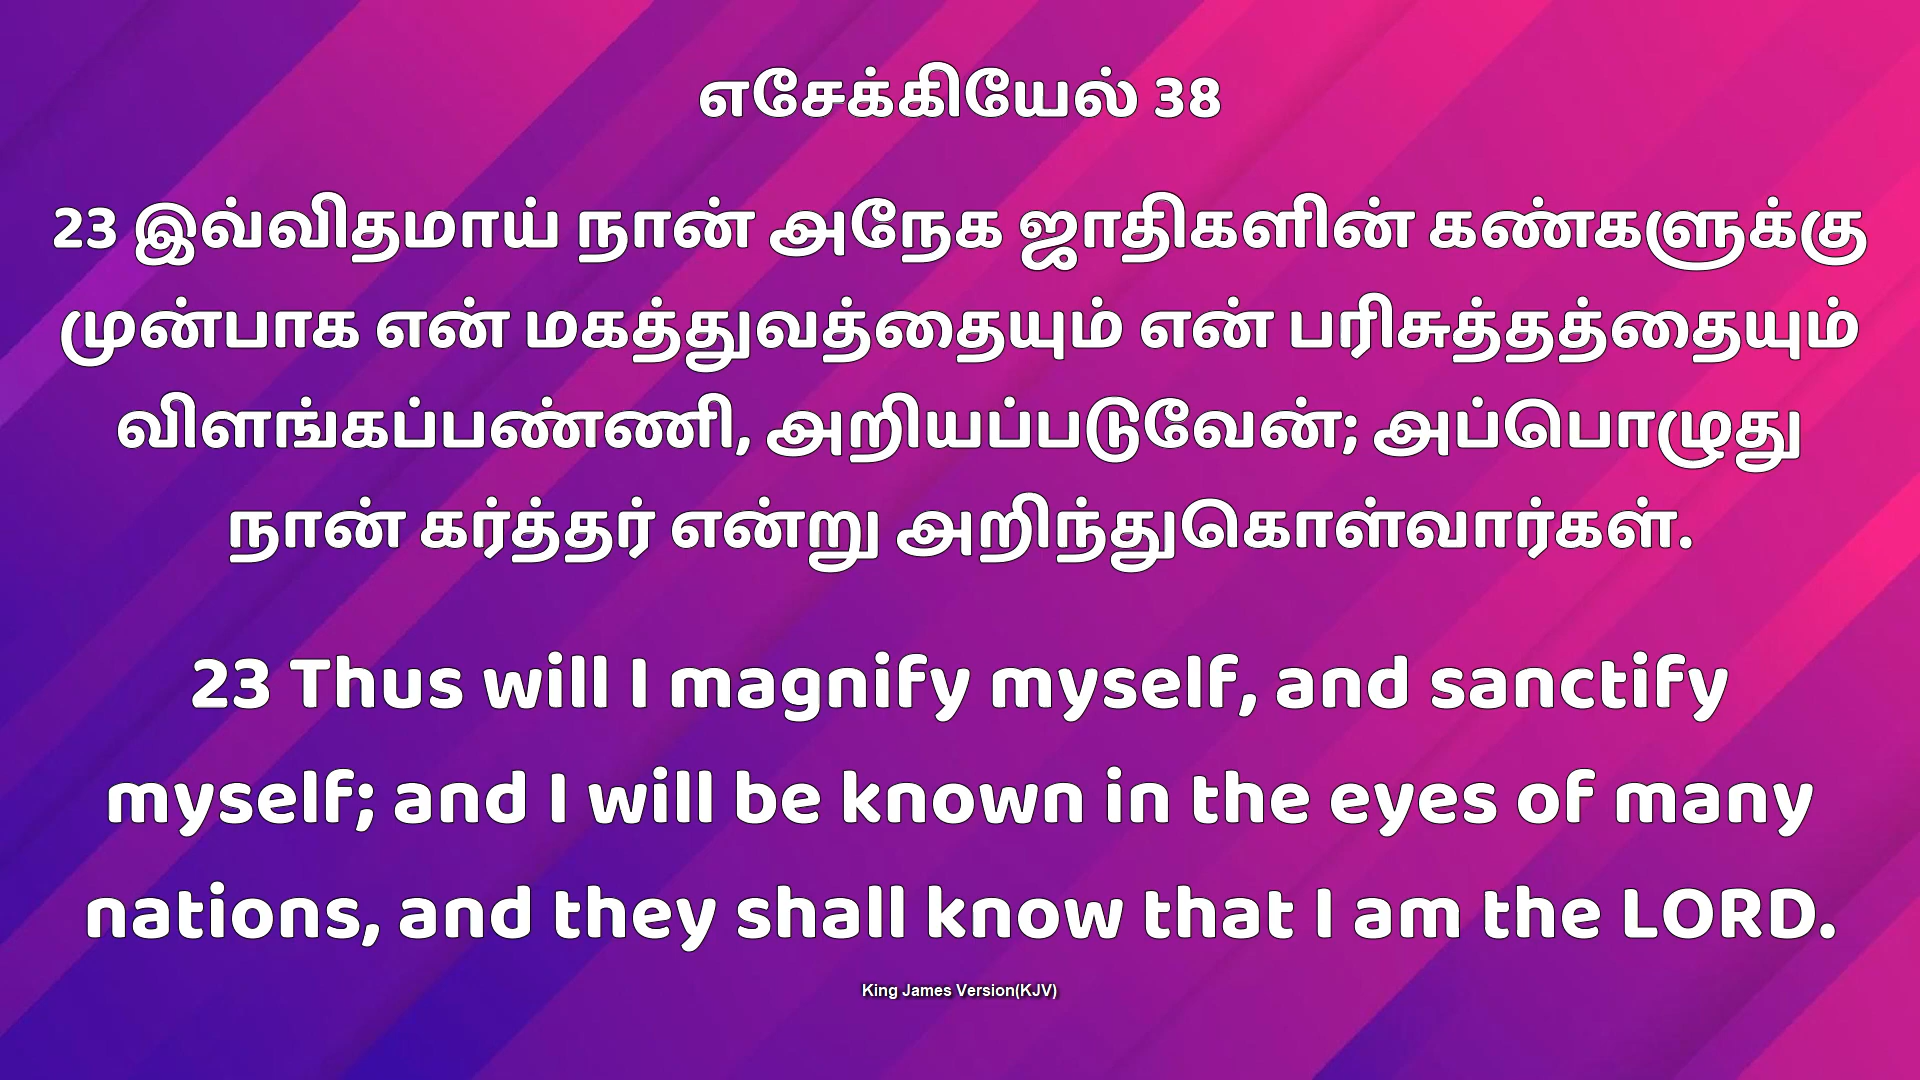 எசேக்கியேல் 38
23 இவ்விதமாய் நான் அநேக ஜாதிகளின் கண்களுக்கு
முன்பாக என் மகத்துவத்தையும் என் பரிசுத்தத்தையும்
விளங்கப்பண்ணி, அறியப்படுவேன்; அப்பொழுது
நான் கர்த்தர் என்று அறிந்துகொள்வார்கள்.
23 Thus will I magnify myself, and sanctify
myself; and I will be known in the eyes of many
nations, and they shall know that I am the LORD.
King James Version(KJV)